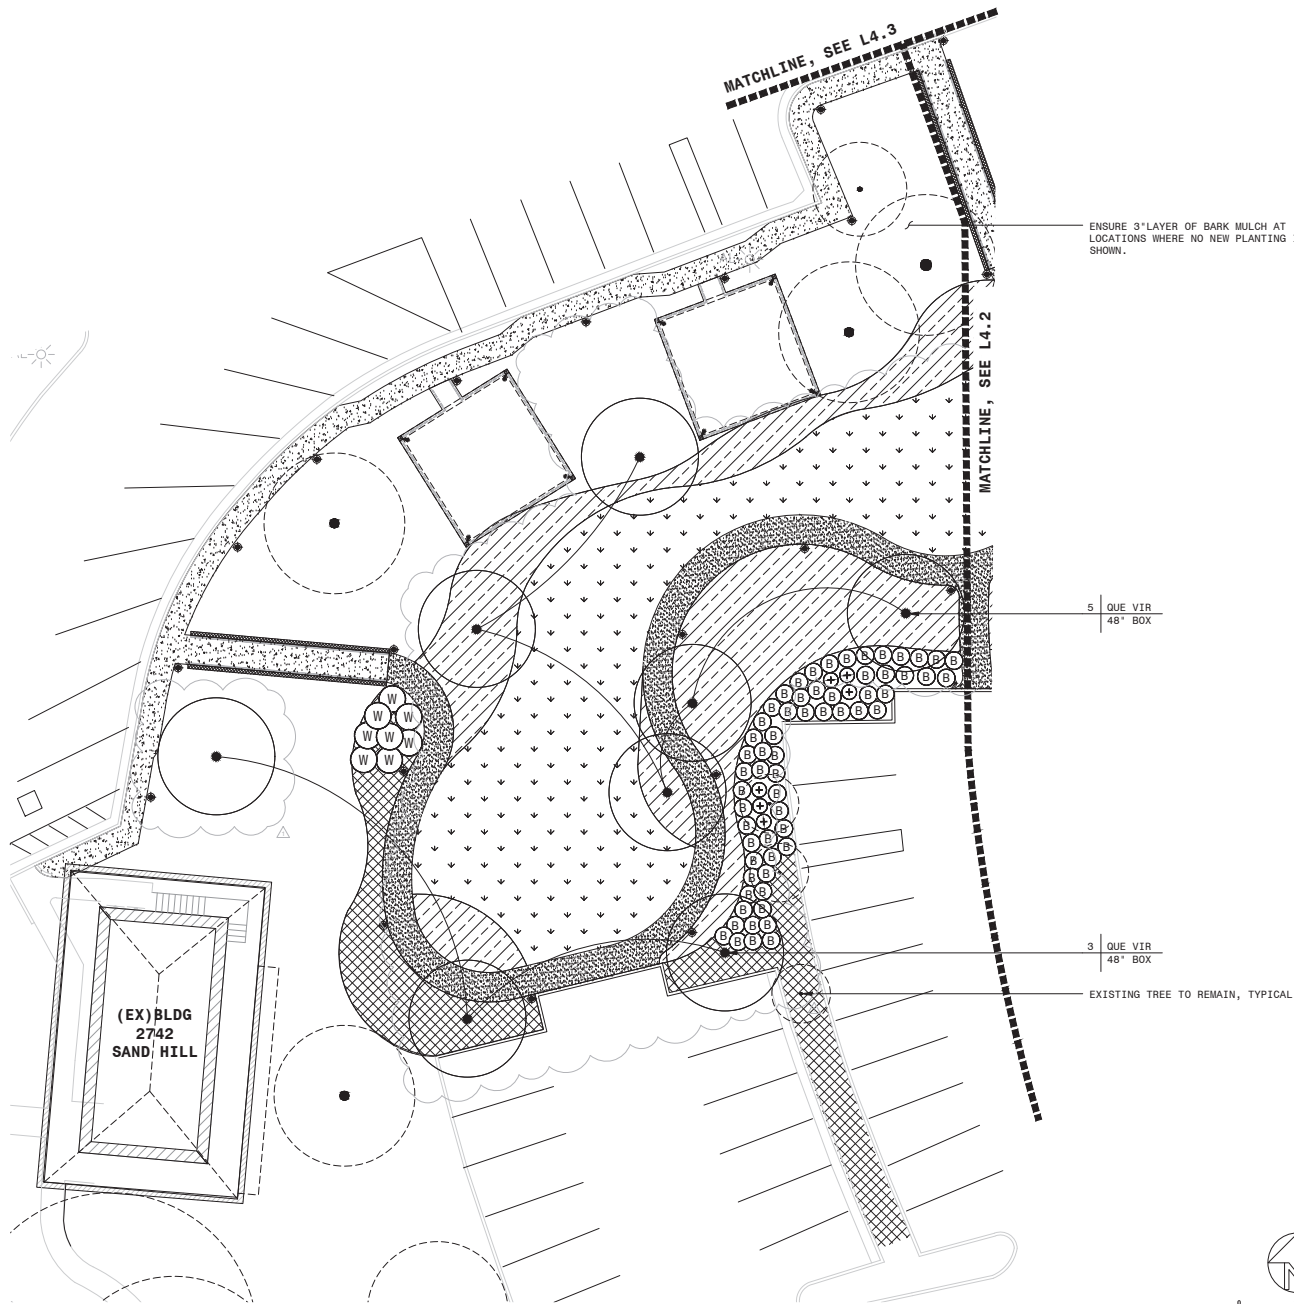 MATCHLINE, SEE L4.3
ENSURE 3"LAYER OF BARK MULCH AT
LOCATIONS WHERE NO NEW PLANTING
SHOWN.
MATCHLINE, SEE L4.2
5 QUE VIR
48" BOX
B B B B B B B
B B B B B B B B
B B B B B
B B B B B B B
W
W W
W W W
W W
3 QUE VIR
48" BOX
EXISTING TREE TO REMAIN, TYPICAL
(EX)BLDG
2742
SAND HILL